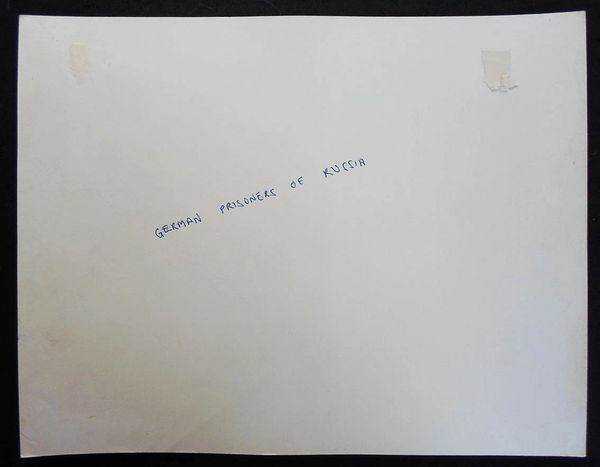 GERMAN PRISONERS OF RUSSIA